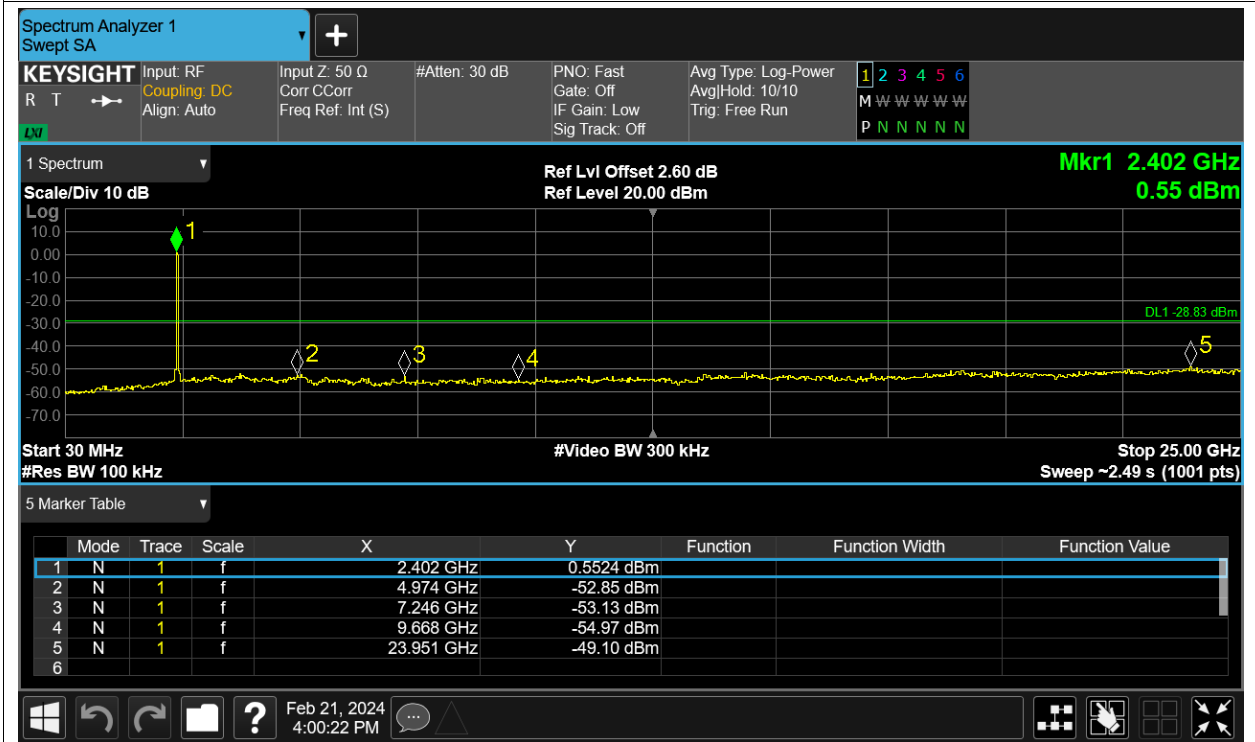 Spectrum Analyzer 1
Swept SA
KEYSIGHT
R T
LXI
Input: RF
Coupling: DC
Align: Auto
Input Z: 50 Ω
Corr CCorr
Freq Ref: Int (S)
#Atten: 30 dB
PNO: Fast
Gate: Off
IF Gain: Low
Sig Track: Off
Avg Type: Log-Power
Avg|Hold: 10/10
Trig: Free Run
1 2 3 4 5 6
M W W W W W
P N N N N N
1 Spectrum
Scale/Div 10 dB
Ref Lvl Offset 2.60 dB
Ref Level 20.00 dBm
Mkr1 2.402 GHz
0.55 dBm
Log
10.0
0.00
-10.0
-20.0
-30.0
-40.0
-50.0
-60.0
-70.0
1
2
3
4
5
DL1 -28.83 dBm
Start 30 MHz
#Res BW 100 kHz
#Video BW 300 kHz
Stop 25.00 GHz
Sweep ~2.49 s (1001 pts)
5 Marker Table
Mode Trace Scale X Y Function Function Width Function Value
1 N 1 f 2.402 GHz 0.5524 dBm
2 N 1 f 4.974 GHz -52.85 dBm
3 N 1 f 7.246 GHz -53.13 dBm
4 N 1 f 9.668 GHz -54.97 dBm
5 N 1 f 23.951 GHz -49.10 dBm
6
?
Feb 21, 2024
4:00:22 PM